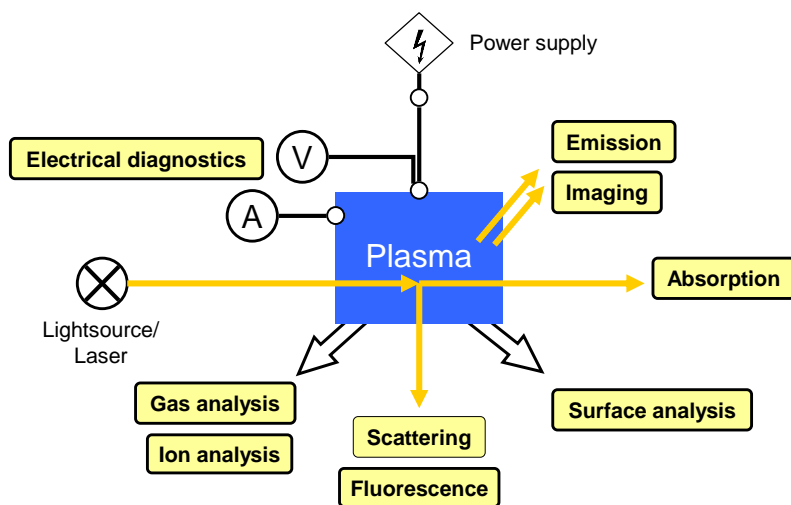 Power supply
Electrical diagnostics
V
Emission
Imaging
A
Plasma
Absorption
Lightsource/
Laser
Gas analysis
Surface analysis
Scattering
Ion analysis
Fluorescence